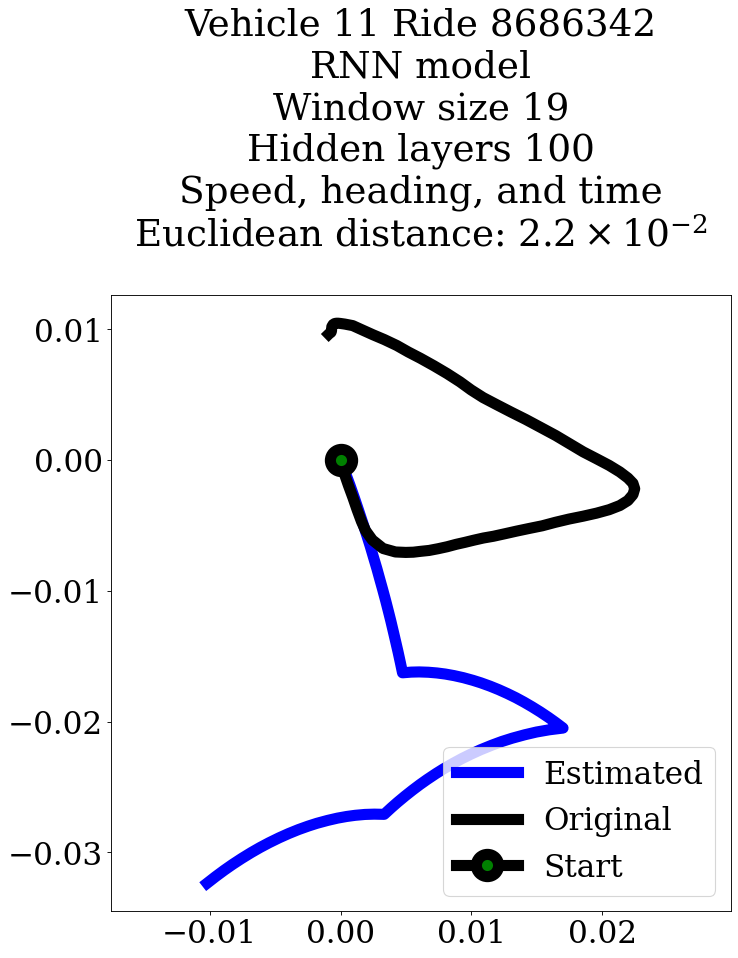 Vehicle 11 Ride 8686342
RNN model
Window size 19
Hidden layers 100
Speed, heading, and time
Euclidean distance: 2.2 × 10⁻²
0.01
0.00
−0.01
−0.02
−0.03
Estimated
Original
Start
−0.01 0.00 0.01 0.02